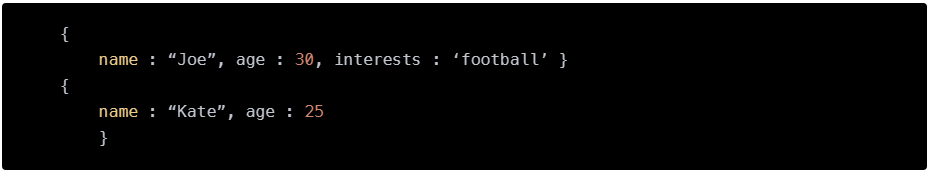 {
name : “Joe”, age : 30, interests : ‘football’ }
{
name : “Kate”, age : 25
}